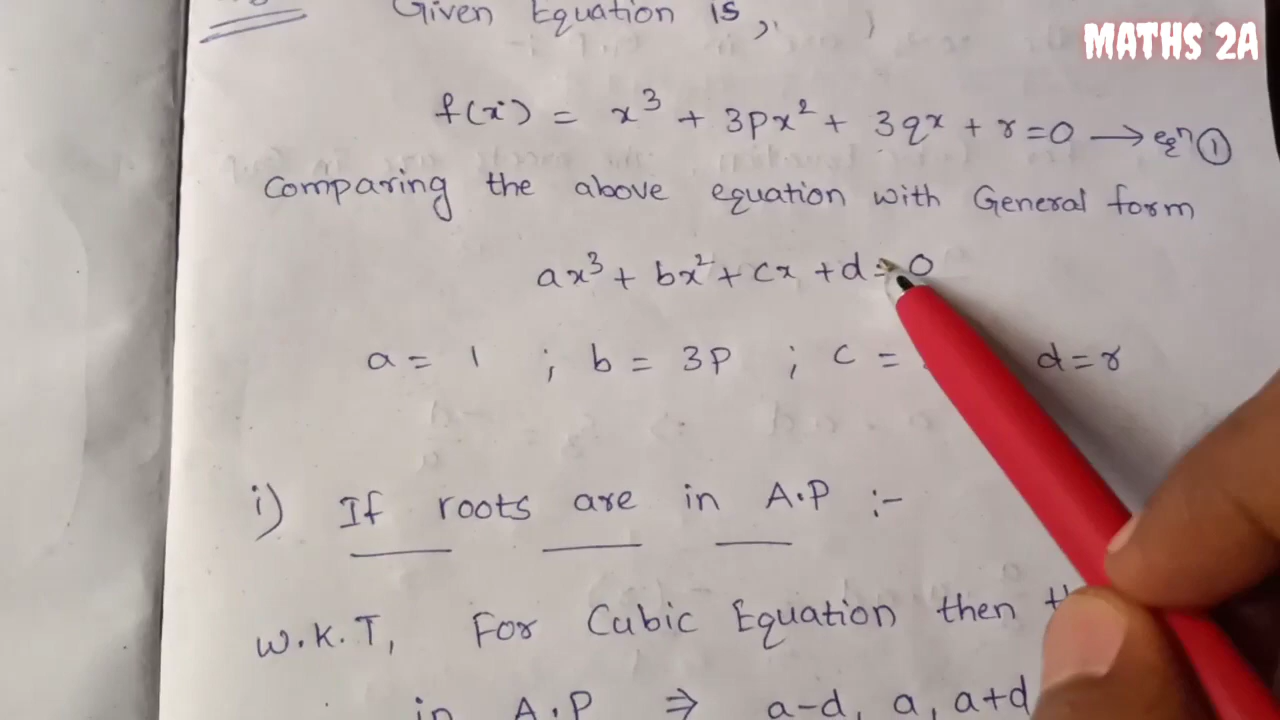 MATHS 2A
Given Equation is,
f(x) = x³ + 3px² + 3qx + r = 0 → eqⁿ ①
Comparing the above equation with General form
ax³ + bx² + cx + d = 0
a = 1 ; b = 3p ; c = d = r
i) If roots are in A.P :-
W.K.T, For Cubic Equation then
in A.P ⇒ a-d, a, a+d